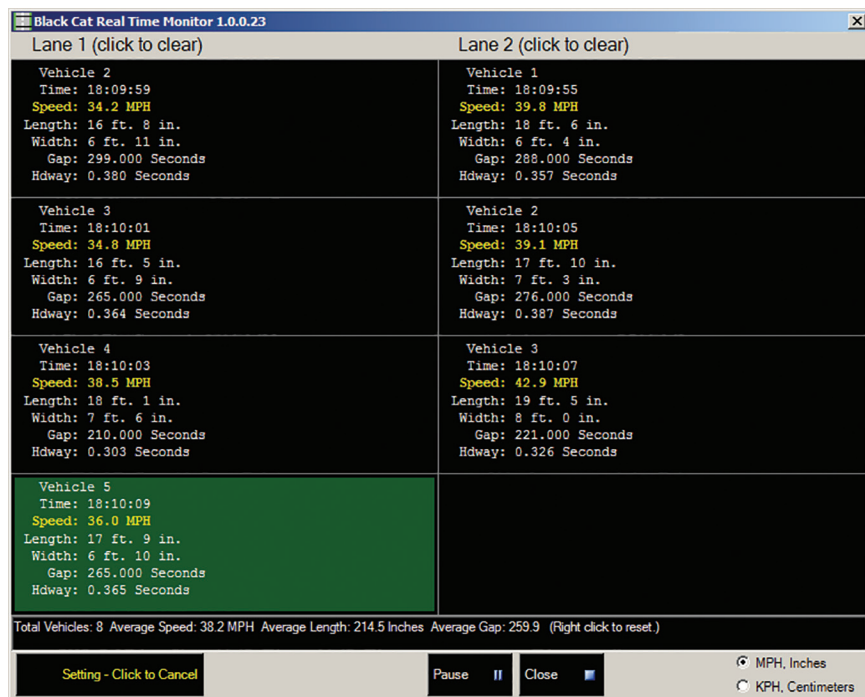 Black Cat Real Time Monitor 1.0.0.23
Lane 1 (click to clear)
Vehicle 2
Time: 18:09:59
Speed: 34.2 MPH
Length: 16 ft. 8 in.
Width: 6 ft. 11 in.
Gap: 299.000 Seconds
Hdway: 0.380 Seconds
Vehicle 3
Time: 18:10:01
Speed: 34.8 MPH
Length: 16 ft. 5 in.
Width: 6 ft. 9 in.
Gap: 265.000 Seconds
Hdway: 0.364 Seconds
Vehicle 4
Time: 18:10:03
Speed: 38.5 MPH
Length: 18 ft. 1 in.
Width: 7 ft. 6 in.
Gap: 210.000 Seconds
Hdway: 0.303 Seconds
Vehicle 5
Time: 18:10:09
Speed: 36.0 MPH
Length: 17 ft. 9 in.
Width: 6 ft. 10 in.
Gap: 265.000 Seconds
Hdway: 0.365 Seconds
Lane 2 (click to clear)
Vehicle 1
Time: 18:09:55
Speed: 39.8 MPH
Length: 18 ft. 6 in.
Width: 6 ft. 4 in.
Gap: 288.000 Seconds
Hdway: 0.357 Seconds
Vehicle 2
Time: 18:10:05
Speed: 39.1 MPH
Length: 17 ft. 10 in.
Width: 7 ft. 3 in.
Gap: 276.000 Seconds
Hdway: 0.387 Seconds
Vehicle 3
Time: 18:10:07
Speed: 42.9 MPH
Length: 19 ft. 5 in.
Width: 8 ft. 0 in.
Gap: 221.000 Seconds
Hdway: 0.326 Seconds
Total Vehicles: 8 Average Speed: 38.2 MPH Average Length: 214.5 Inches Average Gap: 259.9 (Right click to reset.)
Setting - Click to Cancel
Pause
Close
MPH, Inches
KPH, Centimeters